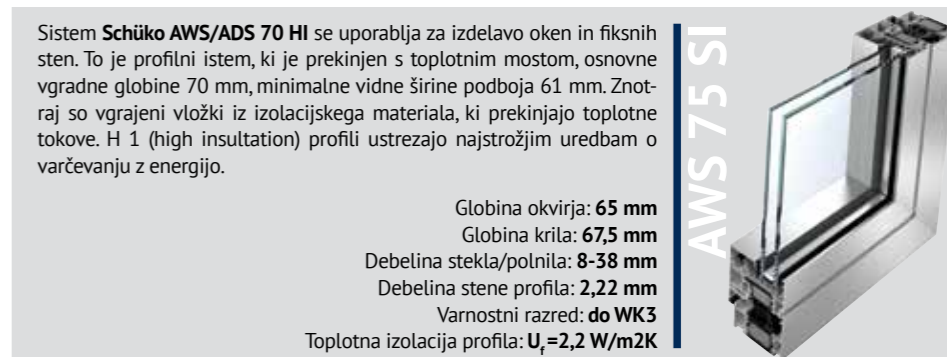 Sistem Schüko AWS/ADS 70 HI se uporablja za izdelavo oken in fiksnih
sten. To je profilni istem, ki je prekinjen s toplotnim mostom, osnovne
vgradne globine 70 mm, minimalne vidne širine podboja 61 mm. Znot-
raj so vgrajeni vložki iz izolacijskega materiala, ki prekinjajo toplotne
tokove. H 1 (high insultation) profili ustrezajo najstrožjim uredbam o
varčevanju z energijo.
Globina okvirja: 65 mm
Globina krila: 67,5 mm
Debelina stekla/polnila: 8-38 mm
Debelina stene profila: 2,22 mm
Varnostni razred: do WK3
Toplotna izolacija profila: Uf=2,2 W/m2K
AWS 75 SI